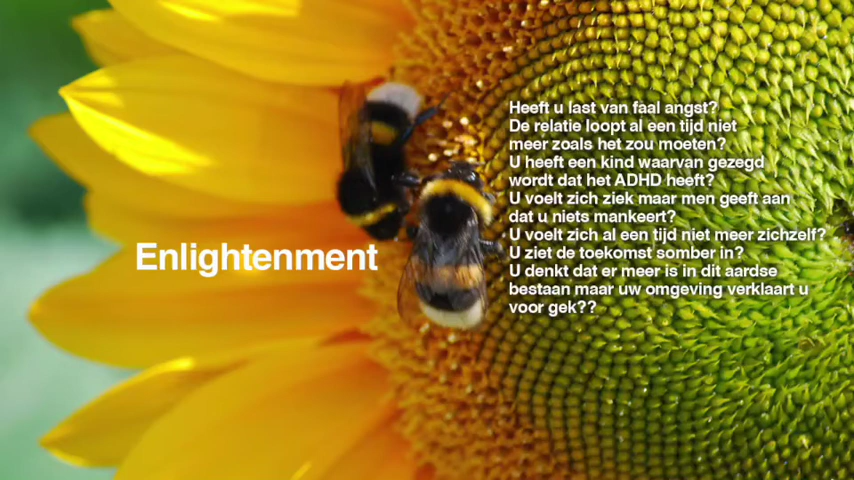 Enlightenment
Heeft u last van faal angst?
De relatie loopt al een tijd niet
meer zoals het zou moeten?
U heeft een kind waarvan gezegd
wordt dat het ADHD heeft?
U voelt zich ziek maar men geeft aan
dat u niets mankeert?
U voelt zich al een tijd niet meer zichzelf?
U ziet de toekomst somber in?
U denkt dat er meer is in dit aardse
bestaan maar uw omgeving verklaart u
voor gek??